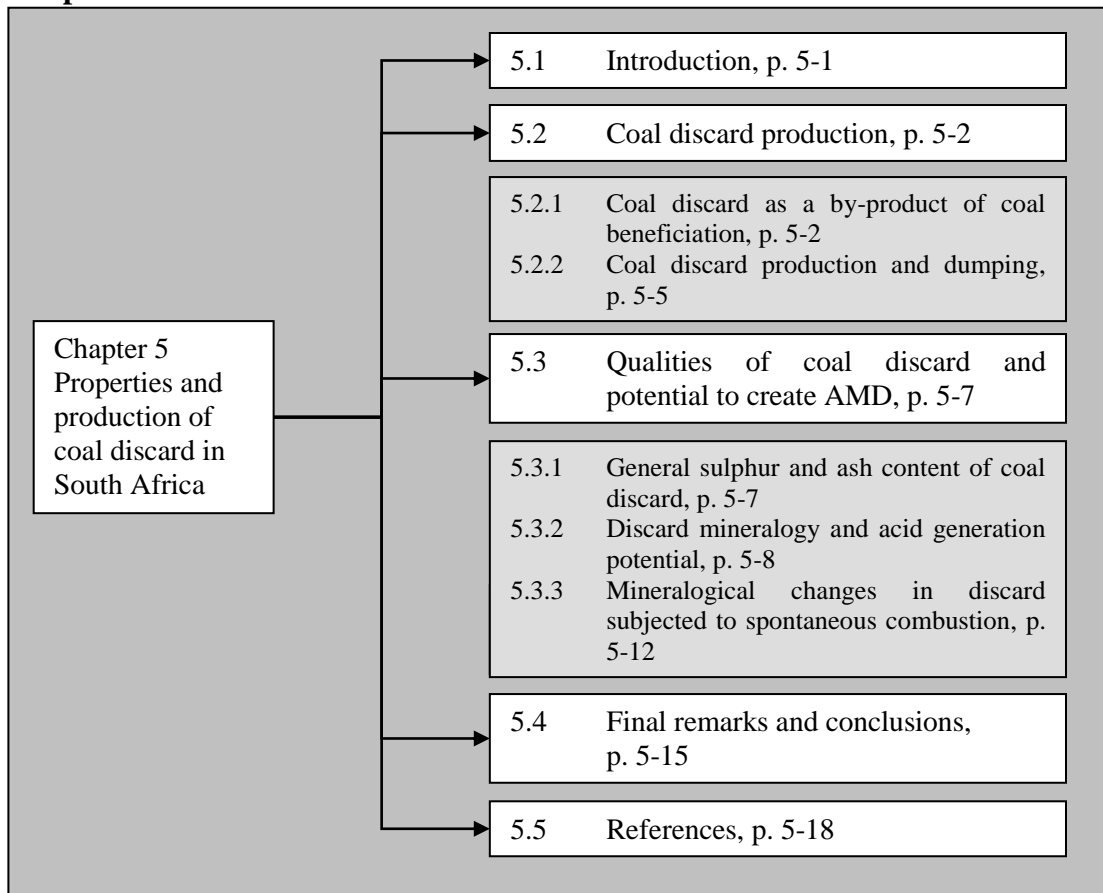 Chapter 5
Properties and
production of
coal discard in
South Africa
5.1 Introduction, p. 5-1
5.2 Coal discard production, p. 5-2
5.2.1 Coal discard as a by-product of coal
beneficiation, p. 5-2
5.2.2 Coal discard production and dumping,
p. 5-5
5.3 Qualities of coal discard and
potential to create AMD, p. 5-7
5.3.1 General sulphur and ash content of coal
discard, p. 5-7
5.3.2 Discard mineralogy and acid generation
potential, p. 5-8
5.3.3 Mineralogical changes in discard
subjected to spontaneous combustion, p.
5-12
5.4 Final remarks and conclusions,
p. 5-15
5.5 References, p. 5-18